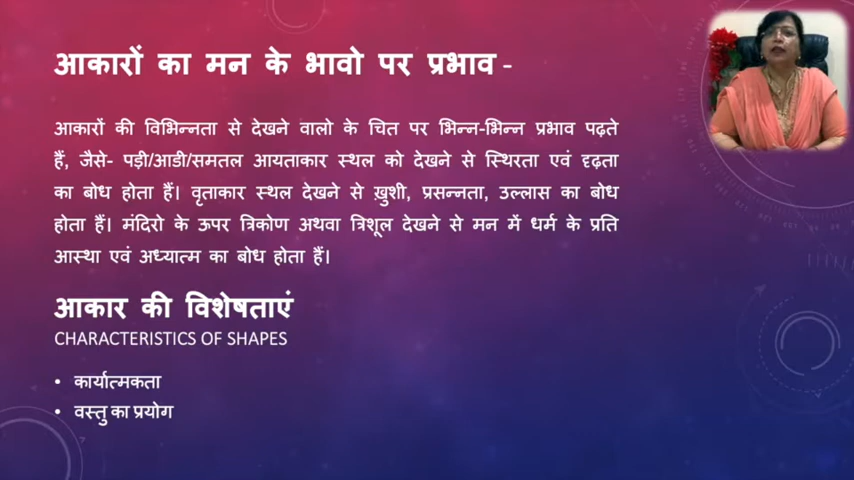 आकारों का मन के भावो पर प्रभाव -
आकारों की विभिन्नता से देखने वालो के चित पर भिन्न-भिन्न प्रभाव पढ़ते
हैं, जैसे- पड़ी/आडी/समतल आयताकार स्थल को देखने से स्थिरता एवं दृढ़ता
का बोध होता हैं। वृताकार स्थल देखने से ख़ुशी, प्रसन्नता, उल्लास का बोध
होता हैं। मंदिरो के ऊपर त्रिकोण अथवा त्रिशूल देखने से मन में धर्म के प्रति
आस्था एवं अध्यात्म का बोध होता हैं।
आकार की विशेषताएं
CHARACTERISTICS OF SHAPES
• कार्यात्मकता
• वस्तु का प्रयोग